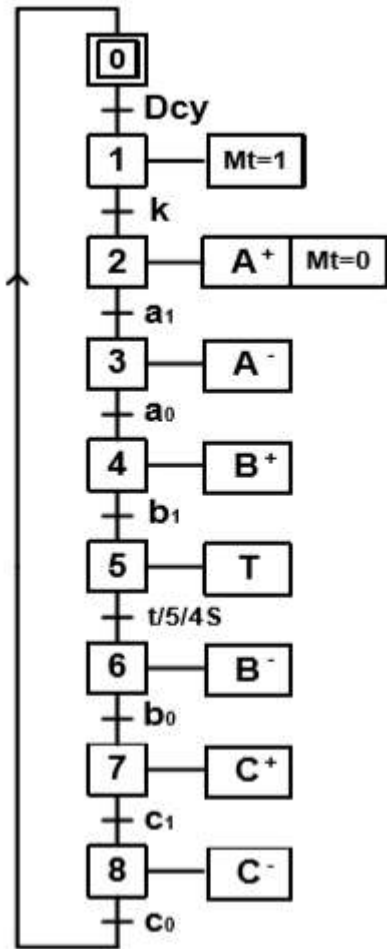 0
Dcy
1 Mt=1
k
2 A⁺ Mt=0
a₁
3 A⁻
a₀
4 B⁺
b₁
5 T
t/5/4S
6 B⁻
b₀
7 C⁺
c₁
8 C⁻
c₀